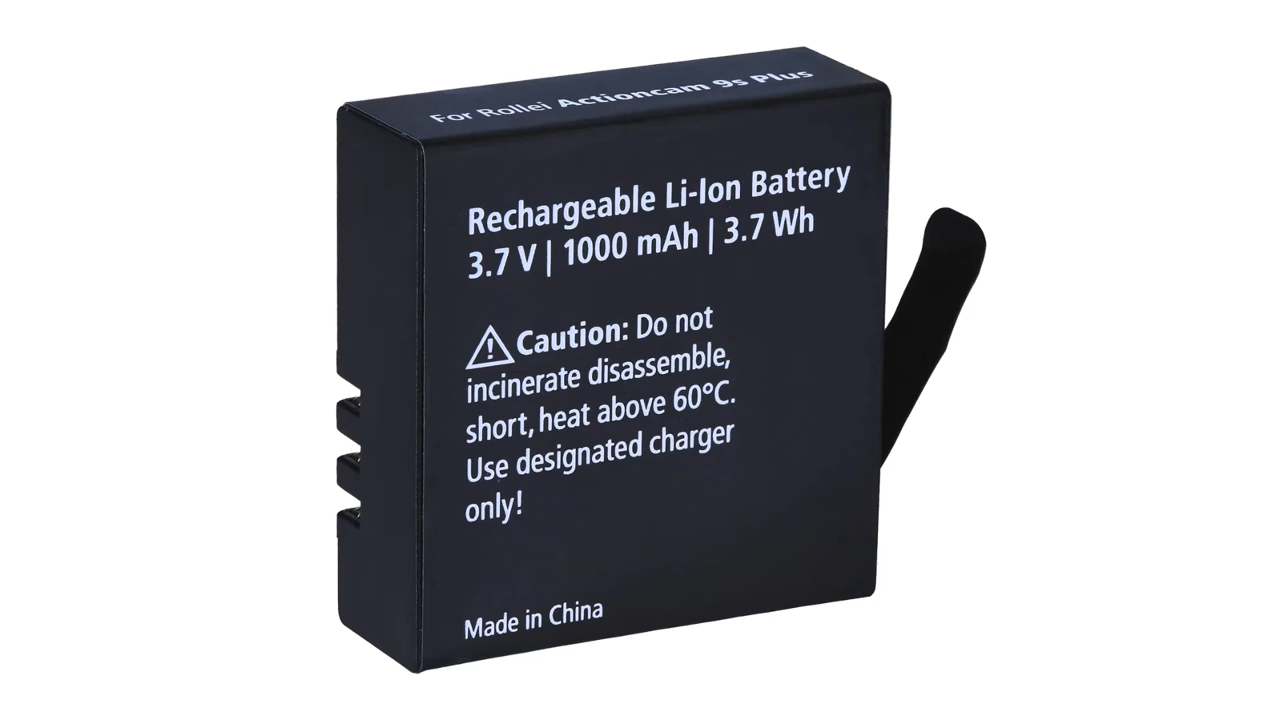 For Rollei Actioncam 9s Plus
Rechargeable Li-Ion Battery
3.7 V | 1000 mAh | 3.7 Wh
Caution: Do not
incinerate disassemble,
short, heat above 60°C.
Use designated charger
only!
Made in China